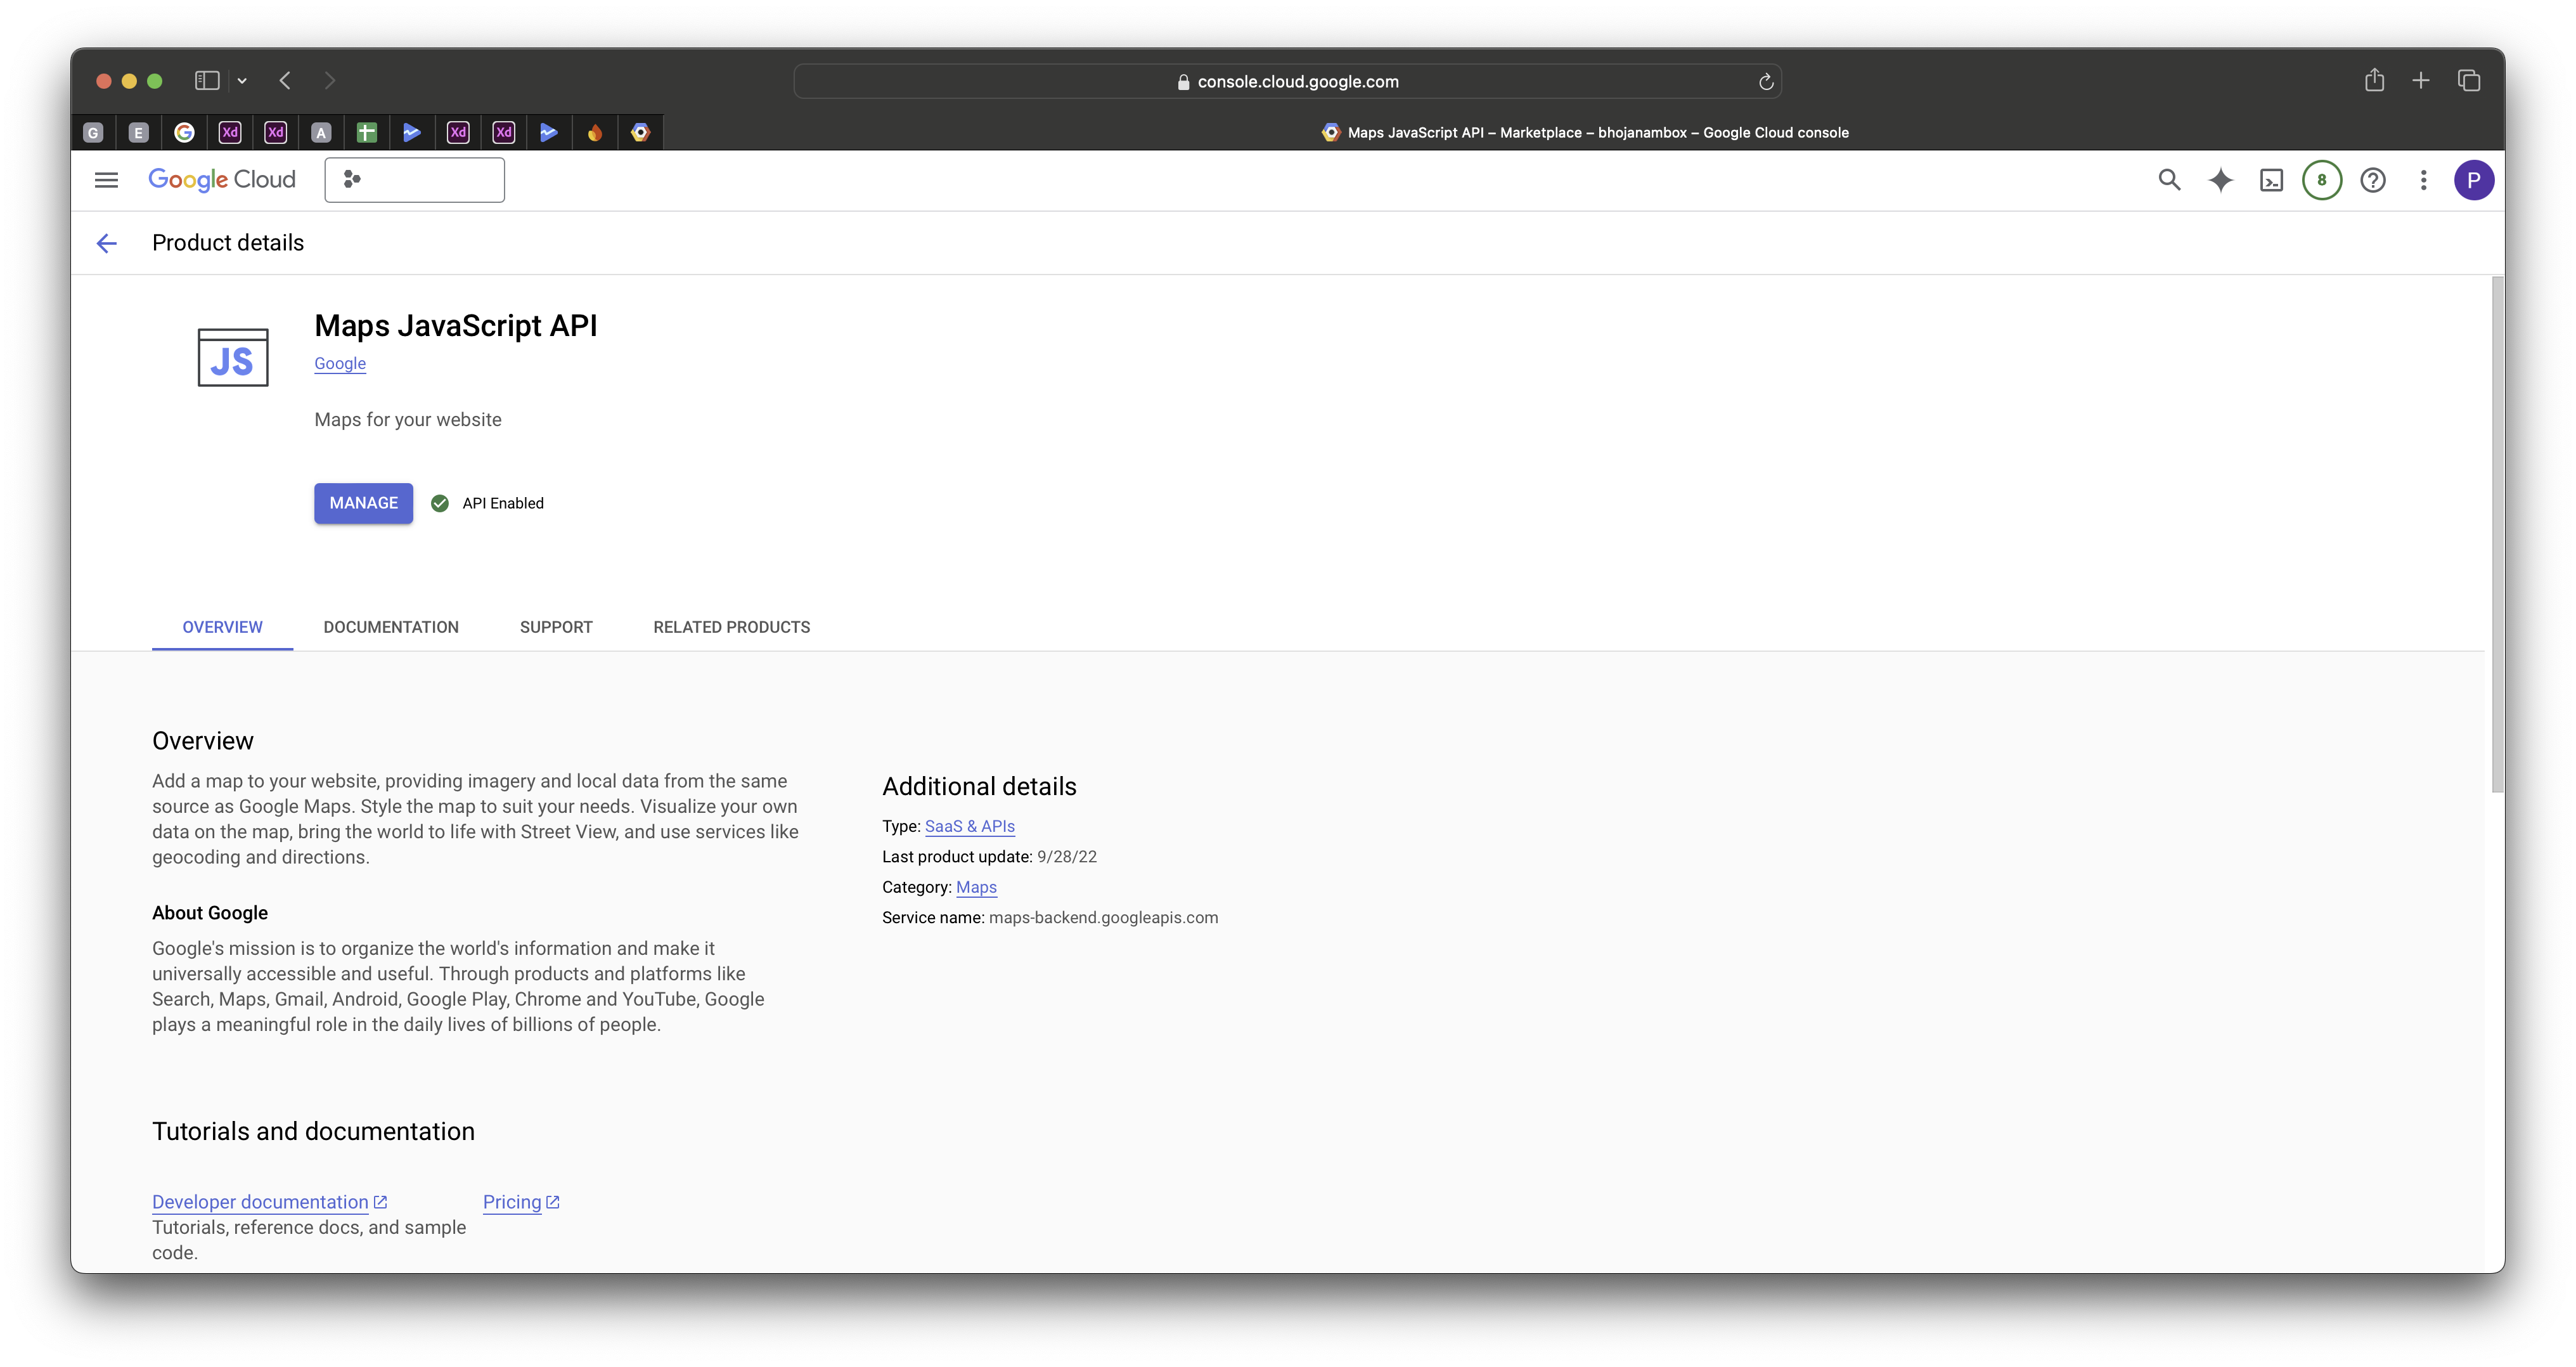 console.cloud.google.com
G E G Xd Xd A Xd Xd
Maps JavaScript API – Marketplace – bhojanambox – Google Cloud console
Google Cloud
8
P
Product details
JS
Maps JavaScript API
Google
Maps for your website
MANAGE
API Enabled
OVERVIEW
DOCUMENTATION
SUPPORT
RELATED PRODUCTS
Overview
Add a map to your website, providing imagery and local data from the same
source as Google Maps. Style the map to suit your needs. Visualize your own
data on the map, bring the world to life with Street View, and use services like
geocoding and directions.
About Google
Google's mission is to organize the world's information and make it
universally accessible and useful. Through products and platforms like
Search, Maps, Gmail, Android, Google Play, Chrome and YouTube, Google
plays a meaningful role in the daily lives of billions of people.
Additional details
Type: SaaS & APIs
Last product update: 9/28/22
Category: Maps
Service name: maps-backend.googleapis.com
Tutorials and documentation
Developer documentation
Tutorials, reference docs, and sample
code.
Pricing